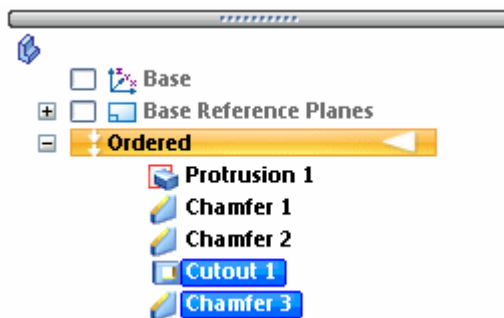 Base
Base Reference Planes
Ordered
Protrusion 1
Chamfer 1
Chamfer 2
Cutout 1
Chamfer 3